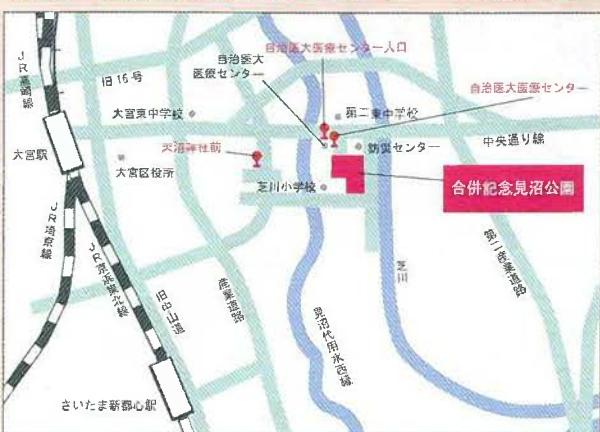 JR高崎線
旧16号
自治医大
医療センター
自治医大医療センター入口
自治医大医療センター
大宮東中学校
第二東中学校
中央通り線
大宮駅
天沼神社前
防災センター
大宮区役所
芝川小学校
合併記念見沼公園
JR埼京線
JR京浜東北線
旧中山道
産業道路
見沼代用水西縁
芝川
第二産業道路
さいたま新都心駅